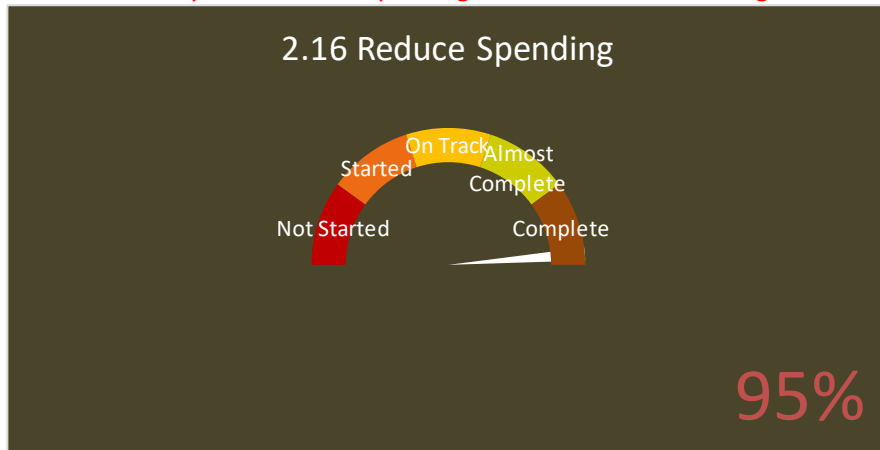 2.16 Reduce Spending
On Track
Almost
Started
Complete
Not Started
Complete
95%